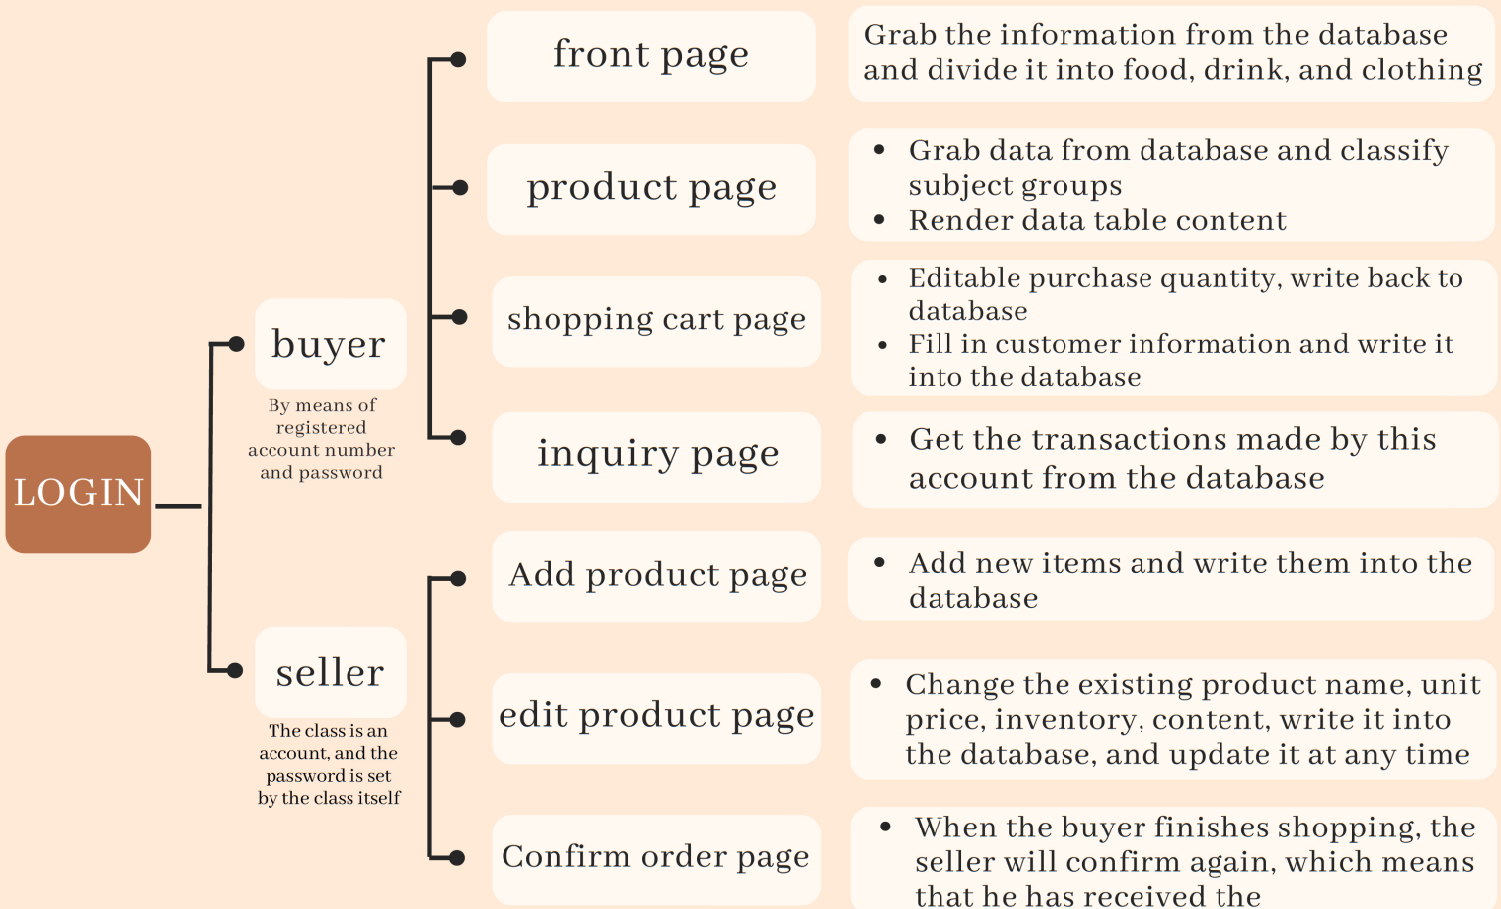 LOGIN
buyer
By means of
registered
account number
and password
front page
Grab the information from the database
and divide it into food, drink, and clothing
product page
• Grab data from database and classify
subject groups
• Render data table content
shopping cart page
• Editable purchase quantity, write back to
database
• Fill in customer information and write it
into the database
inquiry page
• Get the transactions made by this
account from the database
seller
The class is an
account, and the
password is set
by the class itself
Add product page
• Add new items and write them into the
database
edit product page
• Change the existing product name, unit
price, inventory, content, write it into
the database, and update it at any time
Confirm order page
• When the buyer finishes shopping, the
seller will confirm again, which means
that he has received the